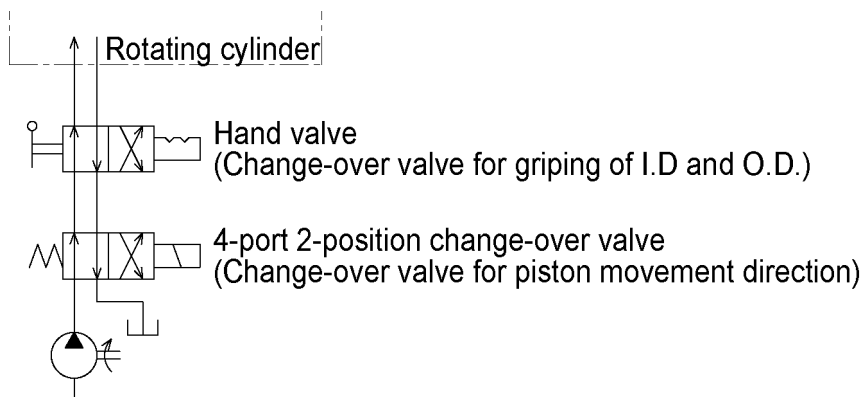 Rotating cylinder
Hand valve
(Change-over valve for griping of I.D and O.D.)
4-port 2-position change-over valve
(Change-over valve for piston movement direction)